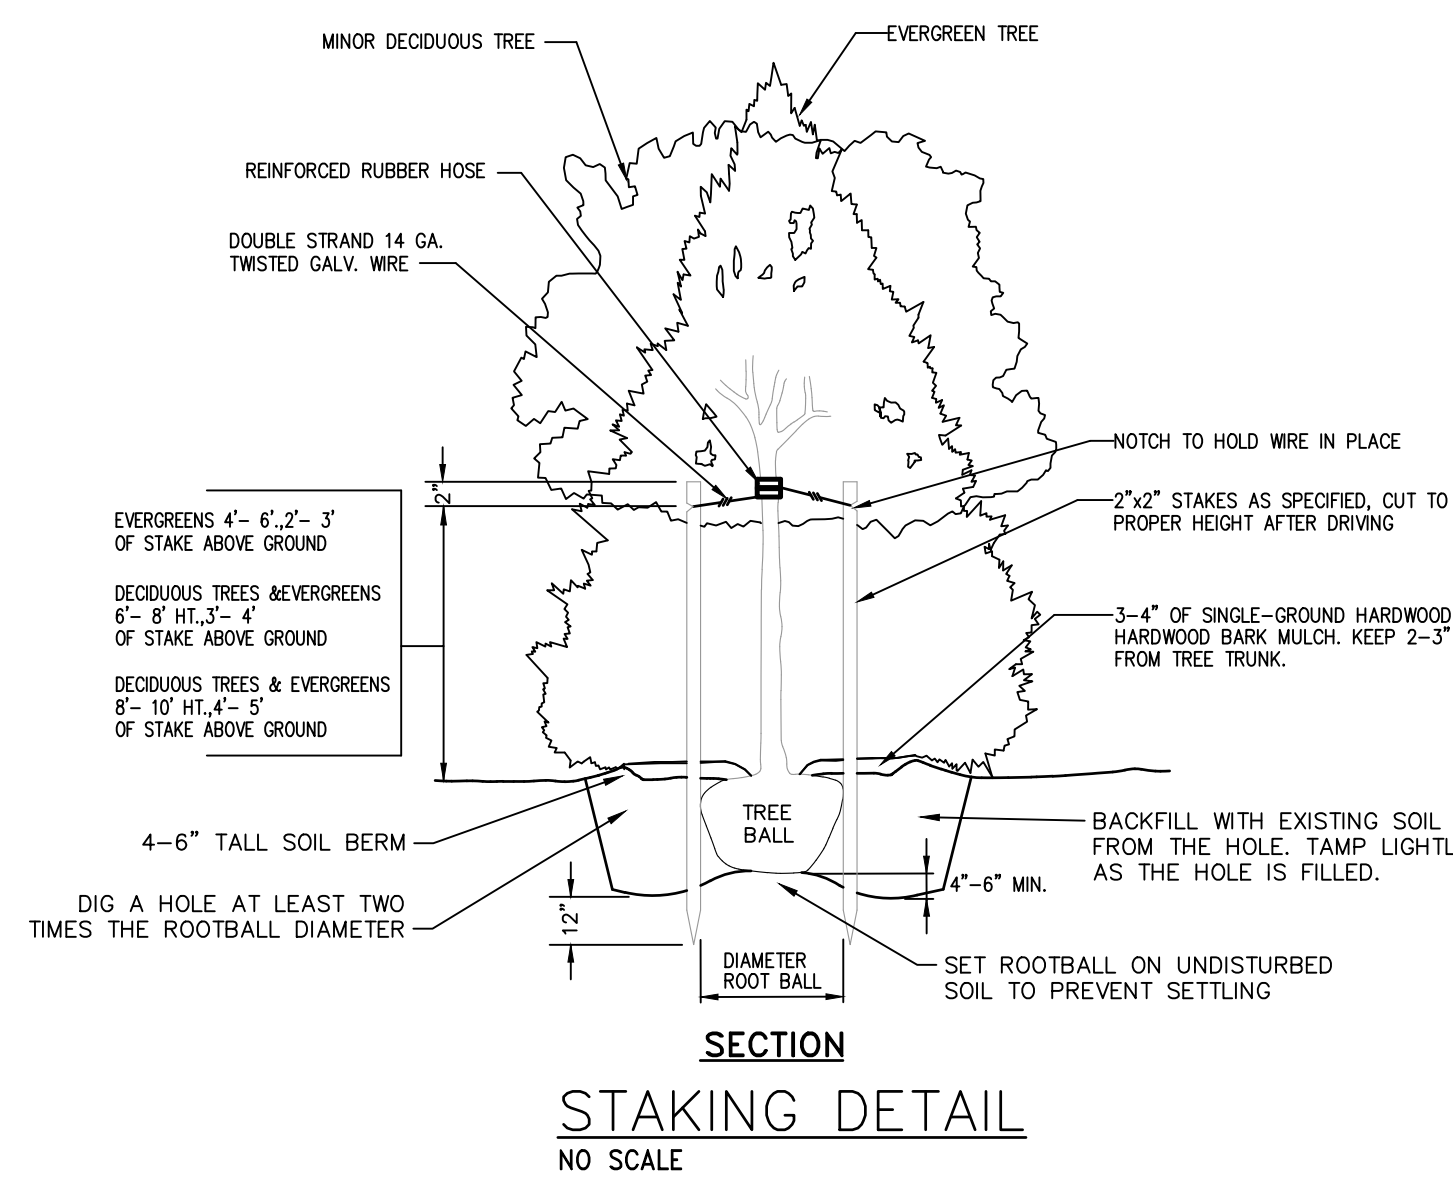 MINOR DECIDUOUS TREE
EVERGREEN TREE
REINFORCED RUBBER HOSE
DOUBLE STRAND 14 GA.
TWISTED GALV. WIRE
NOTCH TO HOLD WIRE IN PLACE
2"
2"x2" STAKES AS SPECIFIED, CUT TO
PROPER HEIGHT AFTER DRIVING
EVERGREENS 4'- 6'.,2'- 3'
OF STAKE ABOVE GROUND
DECIDUOUS TREES &EVERGREENS
6'- 8' HT.,3'- 4'
OF STAKE ABOVE GROUND
DECIDUOUS TREES & EVERGREENS
8'- 10' HT.,4'- 5'
OF STAKE ABOVE GROUND
3-4" OF SINGLE-GROUND HARDWOOD
HARDWOOD BARK MULCH. KEEP 2-3"
FROM TREE TRUNK.
TREE
BALL
4-6" TALL SOIL BERM
BACKFILL WITH EXISTING SOIL
FROM THE HOLE. TAMP LIGHTL
AS THE HOLE IS FILLED.
4"-6" MIN.
DIG A HOLE AT LEAST TWO
TIMES THE ROOTBALL DIAMETER
12"
DIAMETER
ROOT BALL
SET ROOTBALL ON UNDISTURBED
SOIL TO PREVENT SETTLING
SECTION
STAKING DETAIL
NO SCALE